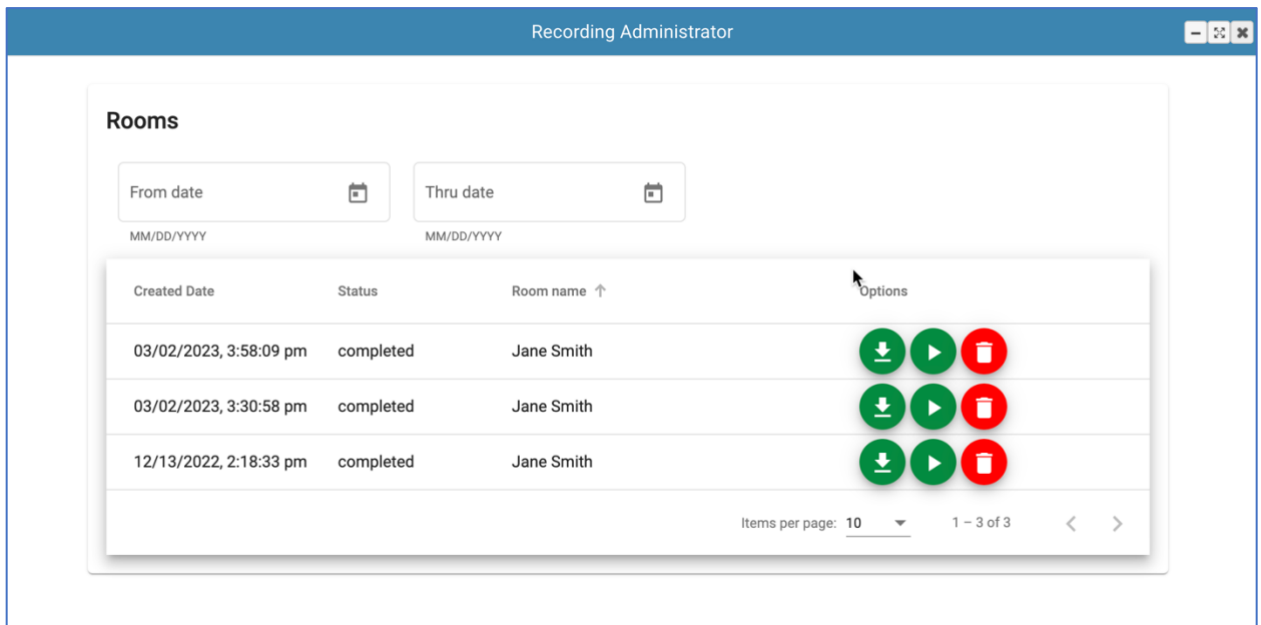 Recording Administrator
Rooms
From date Thru date
MM/DD/YYYY MM/DD/YYYY
Created Date Status Room name Options
03/02/2023, 3:58:09 pm completed Jane Smith
03/02/2023, 3:30:58 pm completed Jane Smith
12/13/2022, 2:18:33 pm completed Jane Smith
Items per page: 10 1 – 3 of 3